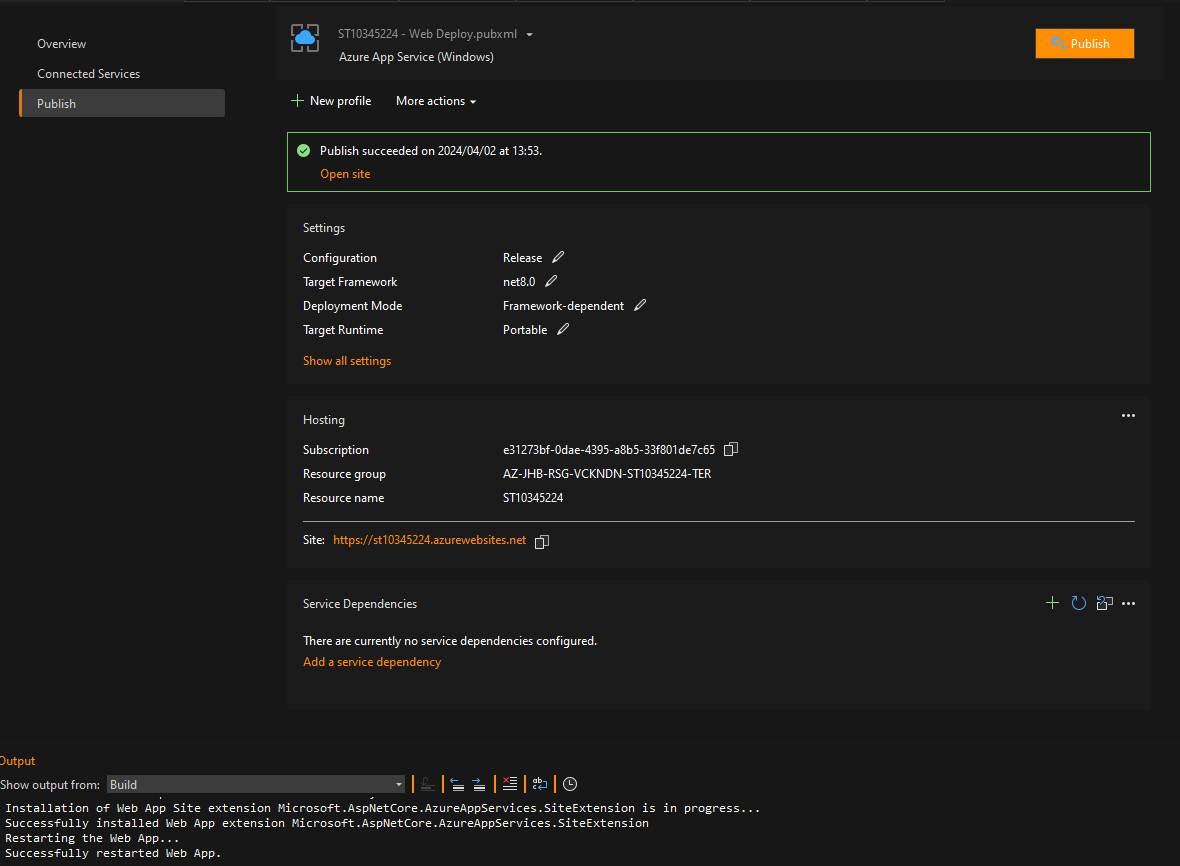 Overview
Connected Services
Publish
ST10345224 - Web Deploy.pubxml
Azure App Service (Windows)
Publish
New profile
More actions
Publish succeeded on 2024/04/02 at 13:53.
Open site
Settings
Configuration Release
Target Framework net8.0
Deployment Mode Framework-dependent
Target Runtime Portable
Show all settings
Hosting
Subscription e31273bf-0dae-4395-a8b5-33f801de7c65
Resource group AZ-JHB-RSG-VCKNDN-ST10345224-TER
Resource name ST10345224
Site: https://st10345224.azurewebsites.net
Service Dependencies
There are currently no service dependencies configured.
Add a service dependency
Output
Show output from: Build
Installation of Web App Site extension Microsoft.AspNetCore.AzureAppServices.SiteExtension is in progress...
Successfully installed Web App extension Microsoft.AspNetCore.AzureAppServices.SiteExtension
Restarting the Web App...
Successfully restarted Web App.